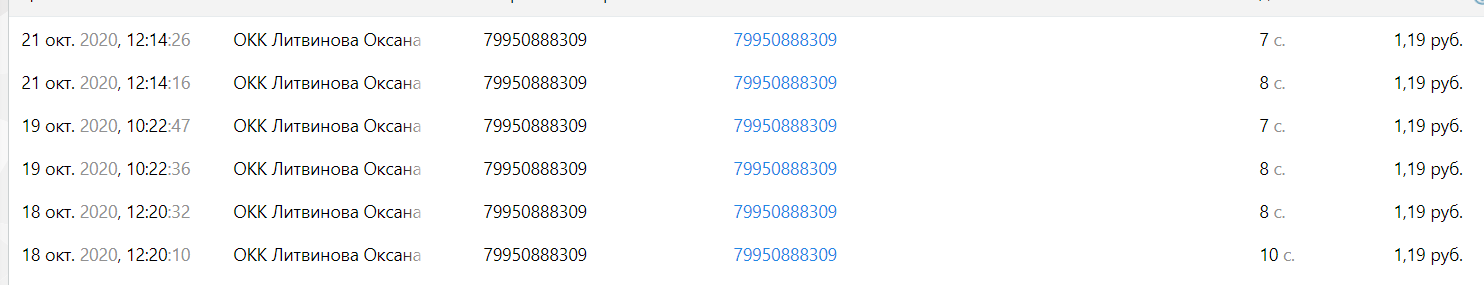 21 окт. 2020, 12:14:26 ОКК Литвинова Оксана 79950888309 79950888309 7 с. 1,19 руб.
21 окт. 2020, 12:14:16 ОКК Литвинова Оксана 79950888309 79950888309 8 с. 1,19 руб.
19 окт. 2020, 10:22:47 ОКК Литвинова Оксана 79950888309 79950888309 7 с. 1,19 руб.
19 окт. 2020, 10:22:36 ОКК Литвинова Оксана 79950888309 79950888309 8 с. 1,19 руб.
18 окт. 2020, 12:20:32 ОКК Литвинова Оксана 79950888309 79950888309 8 с. 1,19 руб.
18 окт. 2020, 12:20:10 ОКК Литвинова Оксана 79950888309 79950888309 10 с. 1,19 руб.